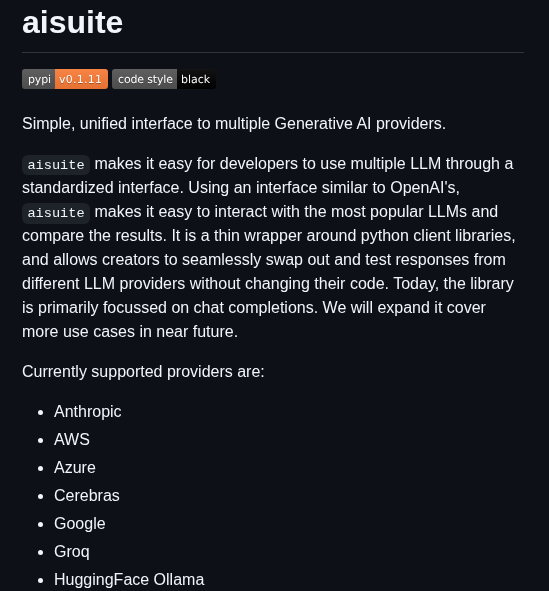 aisuite
pypi v0.1.11 code style black
Simple, unified interface to multiple Generative AI providers.
aisuite makes it easy for developers to use multiple LLM through a
standardized interface. Using an interface similar to OpenAI's,
aisuite makes it easy to interact with the most popular LLMs and
compare the results. It is a thin wrapper around python client libraries,
and allows creators to seamlessly swap out and test responses from
different LLM providers without changing their code. Today, the library
is primarily focussed on chat completions. We will expand it cover
more use cases in near future.
Currently supported providers are:
• Anthropic
• AWS
• Azure
• Cerebras
• Google
• Groq
• HuggingFace Ollama